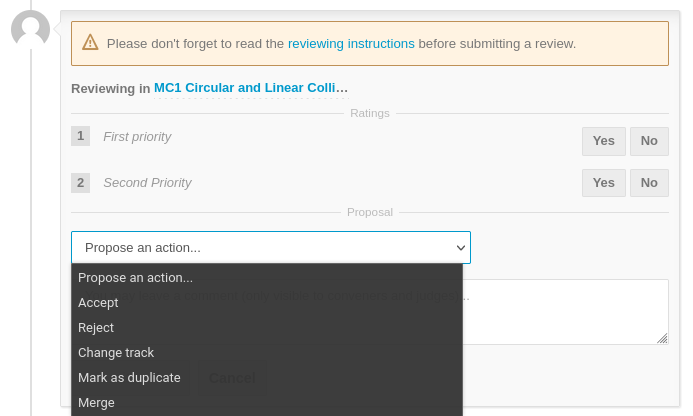 Please don't forget to read the reviewing instructions before submitting a review.
Reviewing in MC1 Circular and Linear Colli...
Ratings
1 First priority Yes No
2 Second Priority Yes No
Proposal
Propose an action...
Propose an action...
Accept
Reject
Change track
Mark as duplicate
Cancel
Merge